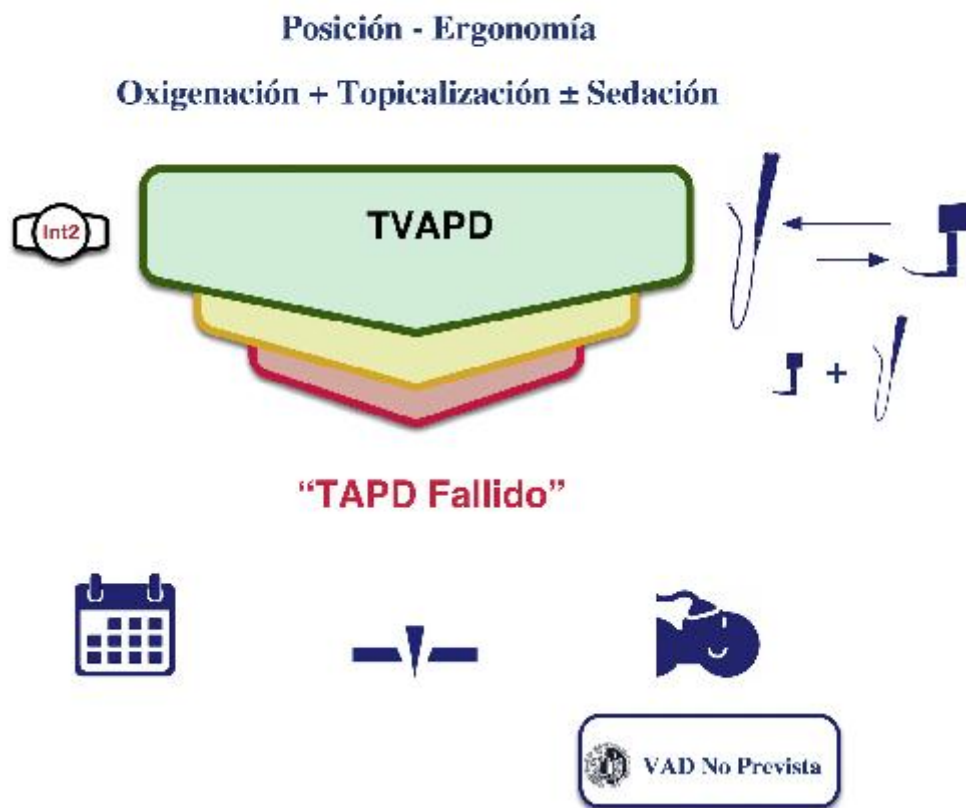 Posición - Ergonomía
Oxigenación + Topicalización ± Sedación
Int2
TVAPD
+
“TAPD Fallido”
VAD No Prevista